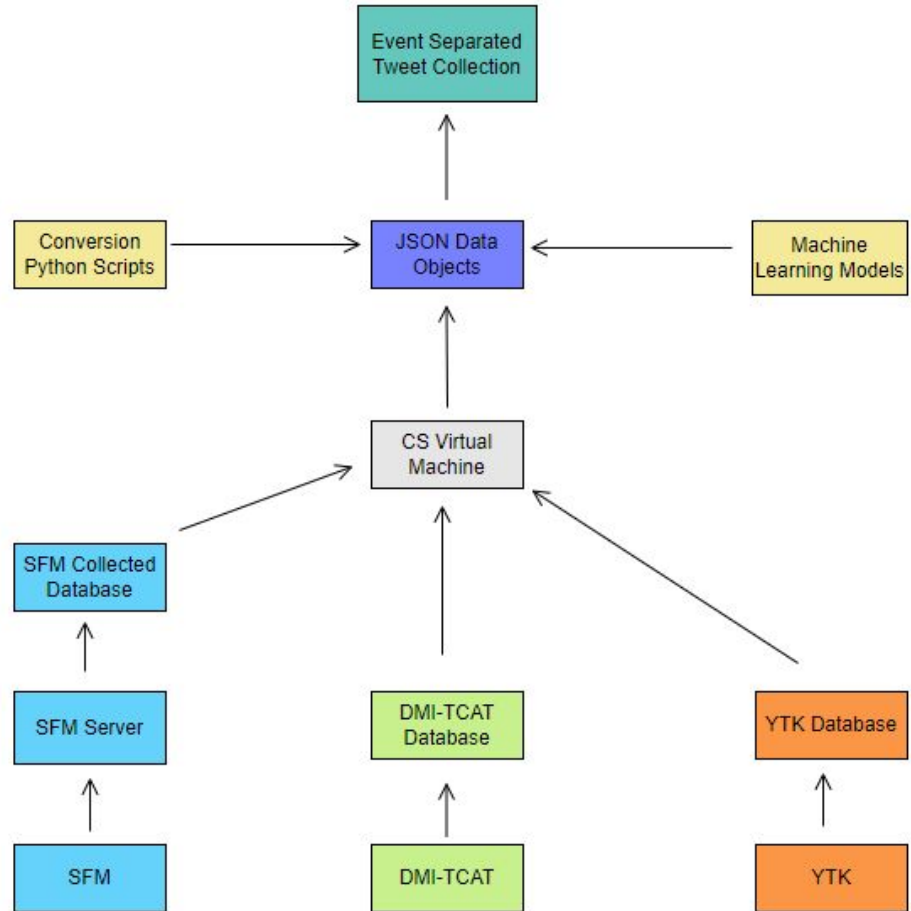 Event Separated
Tweet Collection
Conversion
Python Scripts
JSON Data
Objects
Machine
Learning Models
CS Virtual
Machine
SFM Collected
Database
SFM Server
DMI-TCAT
Database
YTK Database
SFM
DMI-TCAT
YTK